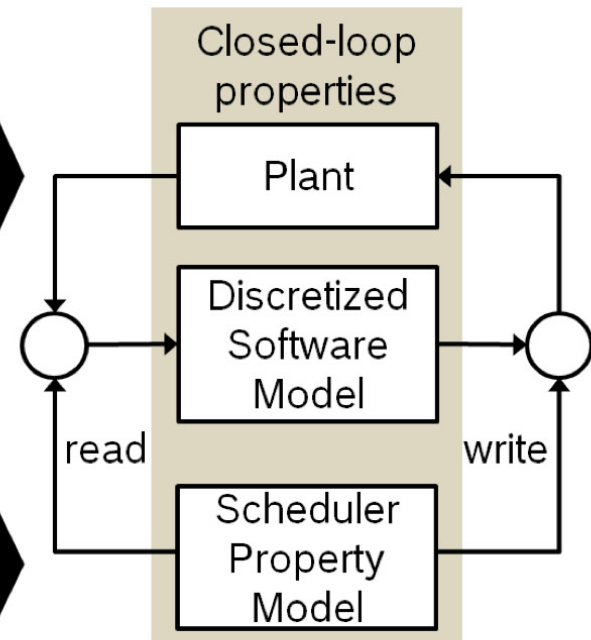 Closed-loop
properties
Plant
Discretized
Software
Model
read
write
Scheduler
Property
Model